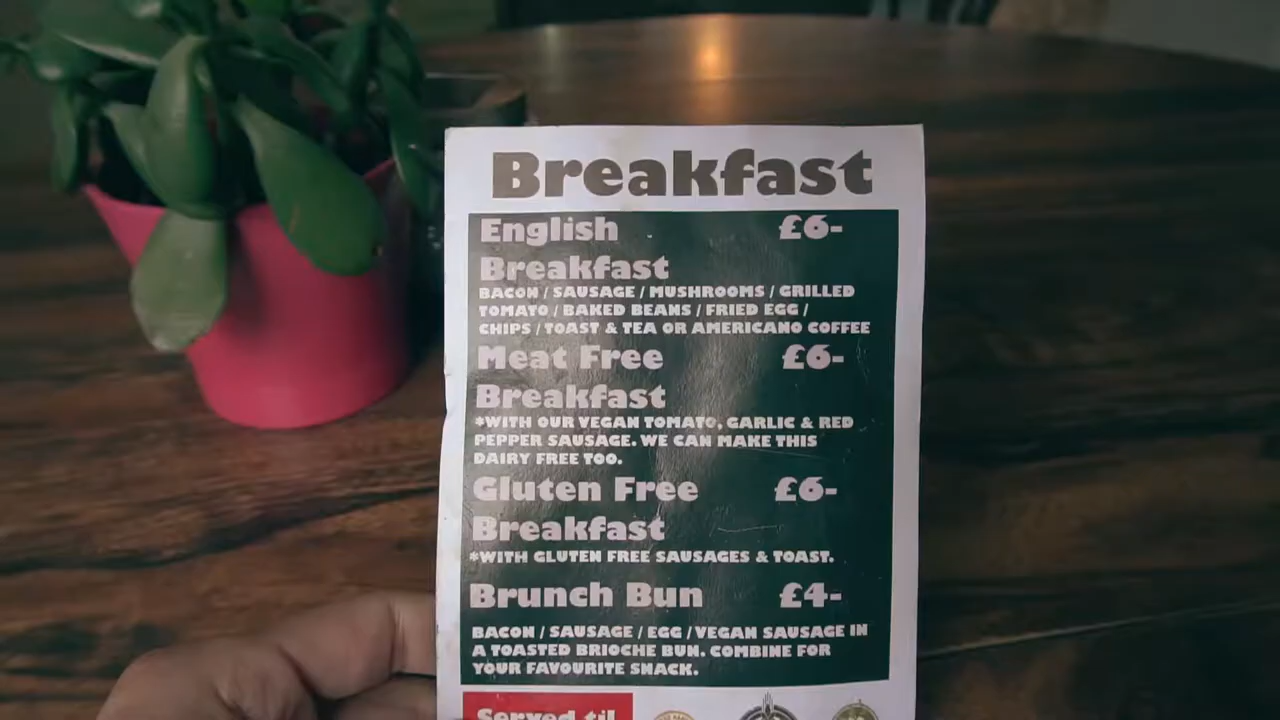 Breakfast
English £6-
Breakfast
BACON / SAUSAGE / MUSHROOMS / GRILLED
TOMATO / BAKED BEANS / FRIED EGG /
CHIPS / TOAST & TEA OR AMERICANO COFFEE
Meat Free £6-
Breakfast
*WITH OUR VEGAN TOMATO, GARLIC & RED
PEPPER SAUSAGE. WE CAN MAKE THIS
DAIRY FREE TOO.
Gluten Free £6-
Breakfast
*WITH GLUTEN FREE SAUSAGES & TOAST.
Brunch Bun £4-
BACON / SAUSAGE / EGG / VEGAN SAUSAGE IN
A TOASTED BRIOCHE BUN. COMBINE FOR
YOUR FAVOURITE SNACK.
Served til